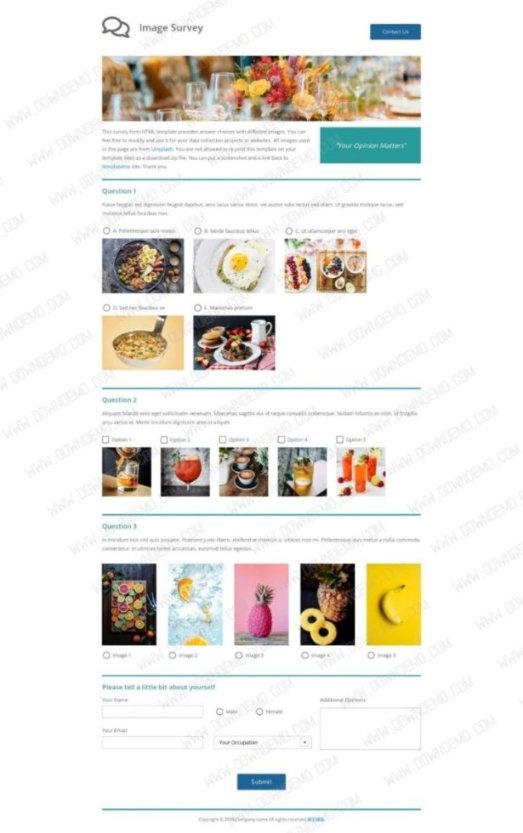 Image Survey
Contact Us
This survey form HTML template provides answer choices with different images. You can
feel free to modify and use it for your data collection projects or websites. All images used
in this page are from Unsplash. You are not allowed to re-post this template on your
template sites as a download zip file. You can put a screenshot and a link back to
templatemo site. Thank you.
"Your Opinion Matters"
Question 1
Fusce feugiat, est dignissim feugiat dapibus, arcu lacus varius dolor, vel auctor odio lectus sed diam. Ut gravida tristique lacus, sed
molestie tellus faucibus non.
A. Pellentesque quis metus
B. Morbi faucibus tellus
C. Ut ullamcorper orci eget
D. Sed nec faucibus ex
E. Maecenas pretium
Question 2
Aliquam blandit eros eget sollicitudin venenatis. Maecenas sagittis dui id neque convallis scelerisque. Nullam lobortis ex nibh, id fringilla
arcu varius et. Morbi tincidunt dignissim ante id aliquet.
Option 1
Option 2
Option 3
Option 4
Option 5
Question 3
In tincidunt non nisl quis posuere. Praesent justo libero, eleifend at rhoncus a, ultrices non mi. Pellentesque quis metus a nulla commodo
consectetur. In ultricies lorem accumsan, euismod tellus egestas.
Image 1
Image 2
Image 3
Image 4
Image 5
Please tell a little bit about yourself
Your Name
Male
Female
Additional Opinions
Your Email
Your Occupation
Submit
Copyright © 2018 Company name All rights reserved.
WWW.DOWNDEMO.COM